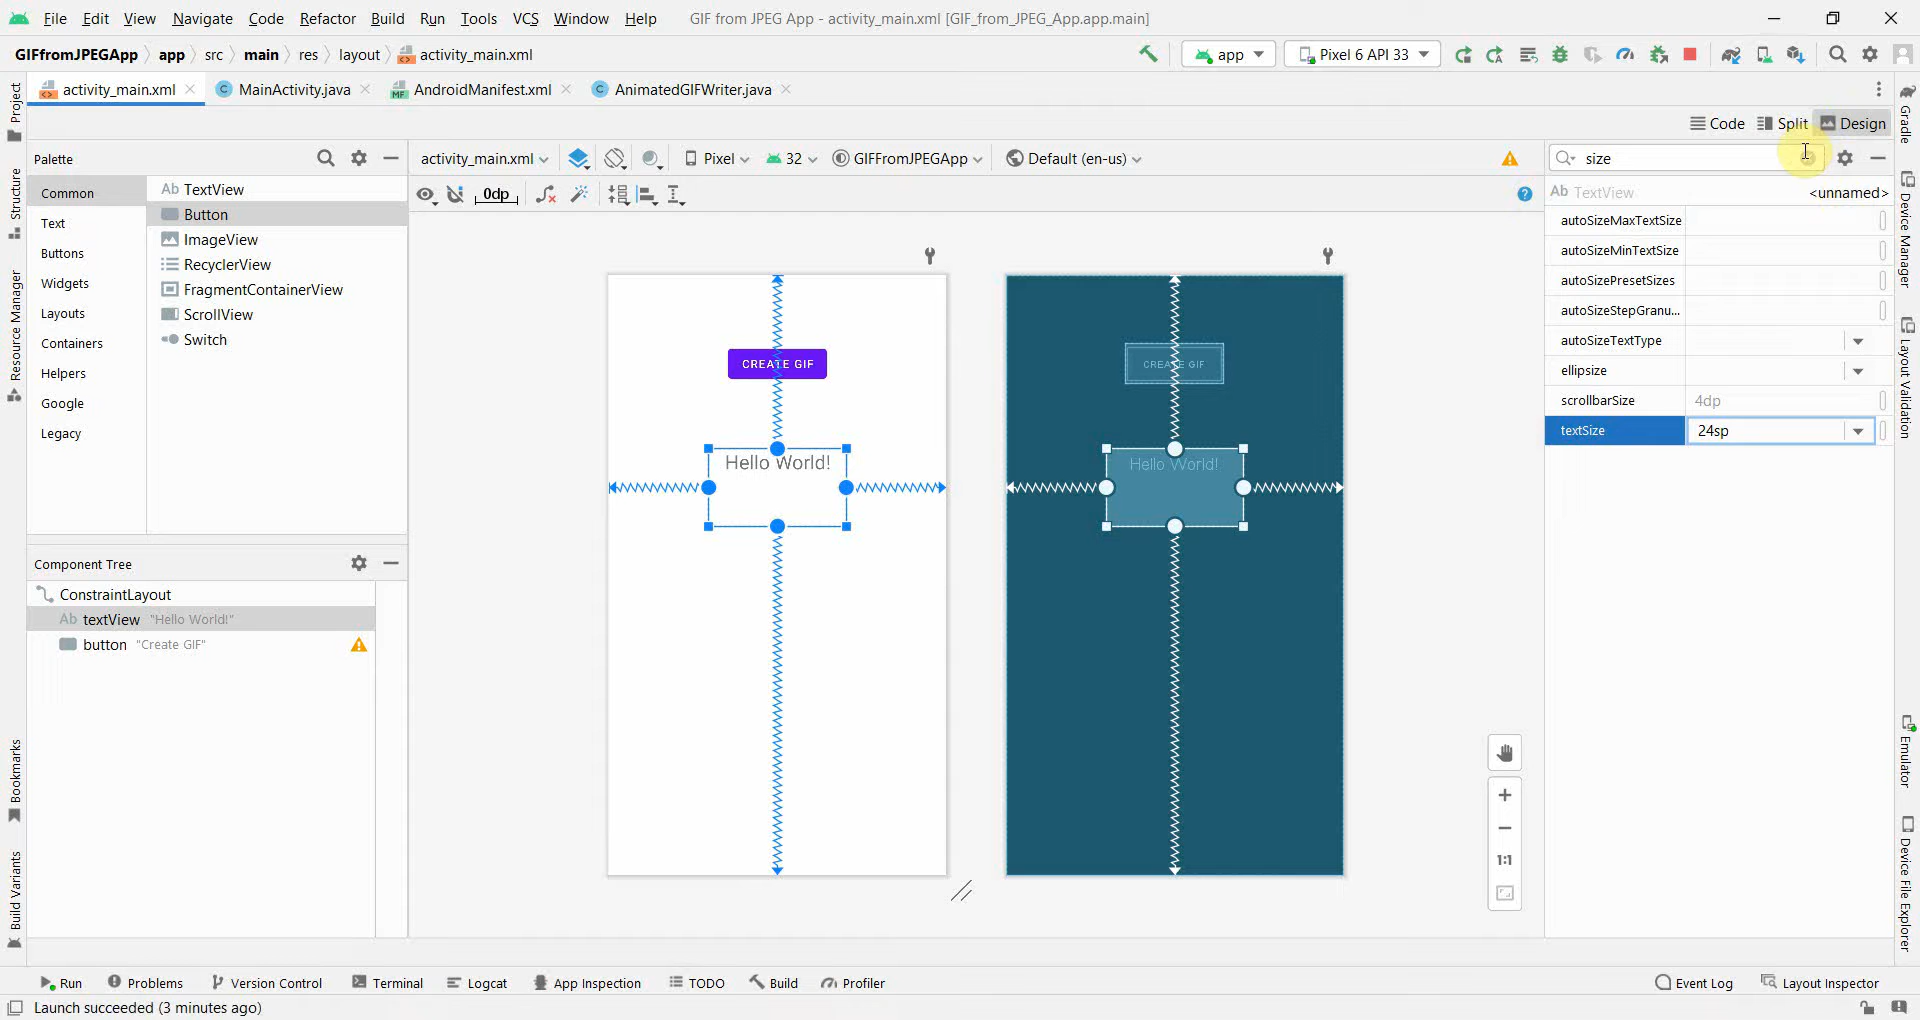 File Edit View Navigate Code Refactor Build Run Tools VCS Window Help GIF from JPEG App - activity_main.xml [GIF_from_JPEG_App.app.main]
GIFfromJPEGApp app src main res layout activity_main.xml app Pixel 6 API 33
activity_main.xml MainActivity.java AndroidManifest.xml AnimatedGIFWriter.java
Code Split Design
Palette
Common
Text
Buttons
Widgets
Layouts
Containers
Helpers
Google
Legacy
Ab TextView
Button
ImageView
RecyclerView
FragmentContainerView
ScrollView
Switch
activity_main.xml Pixel 32 GIFFromJPEGApp Default (en-us)
0dp
CREATE GIF
Hello World!
CREATE GIF
Hello World!
1:1
Component Tree
ConstraintLayout
Ab textView "Hello World!"
button "Create GIF"
size
Ab TextView <unnamed>
autoSizeMaxTextSize
autoSizeMinTextSize
autoSizePresetSizes
autoSizeStepGranu...
autoSizeTextType
ellipsize
scrollbarSize 4dp
textSize 24sp
Project
Structure
Resource Manager
Bookmarks
Build Variants
Gradle
Device Manager
Layout Validation
Emulator
Device File Explorer
Run Problems Version Control Terminal Logcat App Inspection TODO Build Profiler Event Log Layout Inspector
Launch succeeded (3 minutes ago)